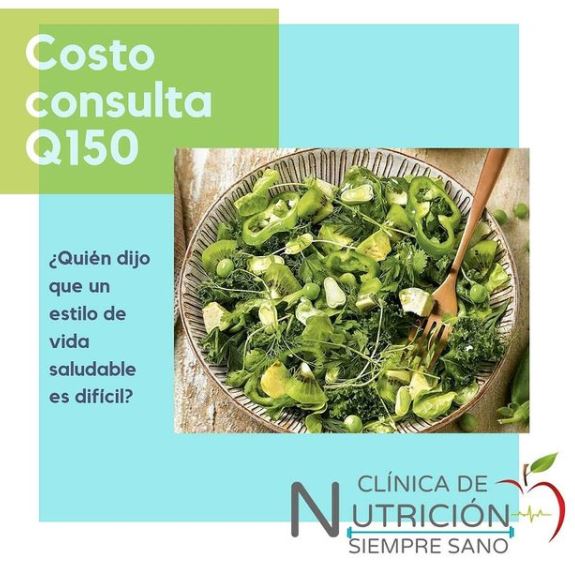 Costo
consulta
Q150
¿Quién dijo
que un
estilo de
vida
saludable
es difícil?
CLÍNICA DE
NUTRICIÓN
SIEMPRE SANO